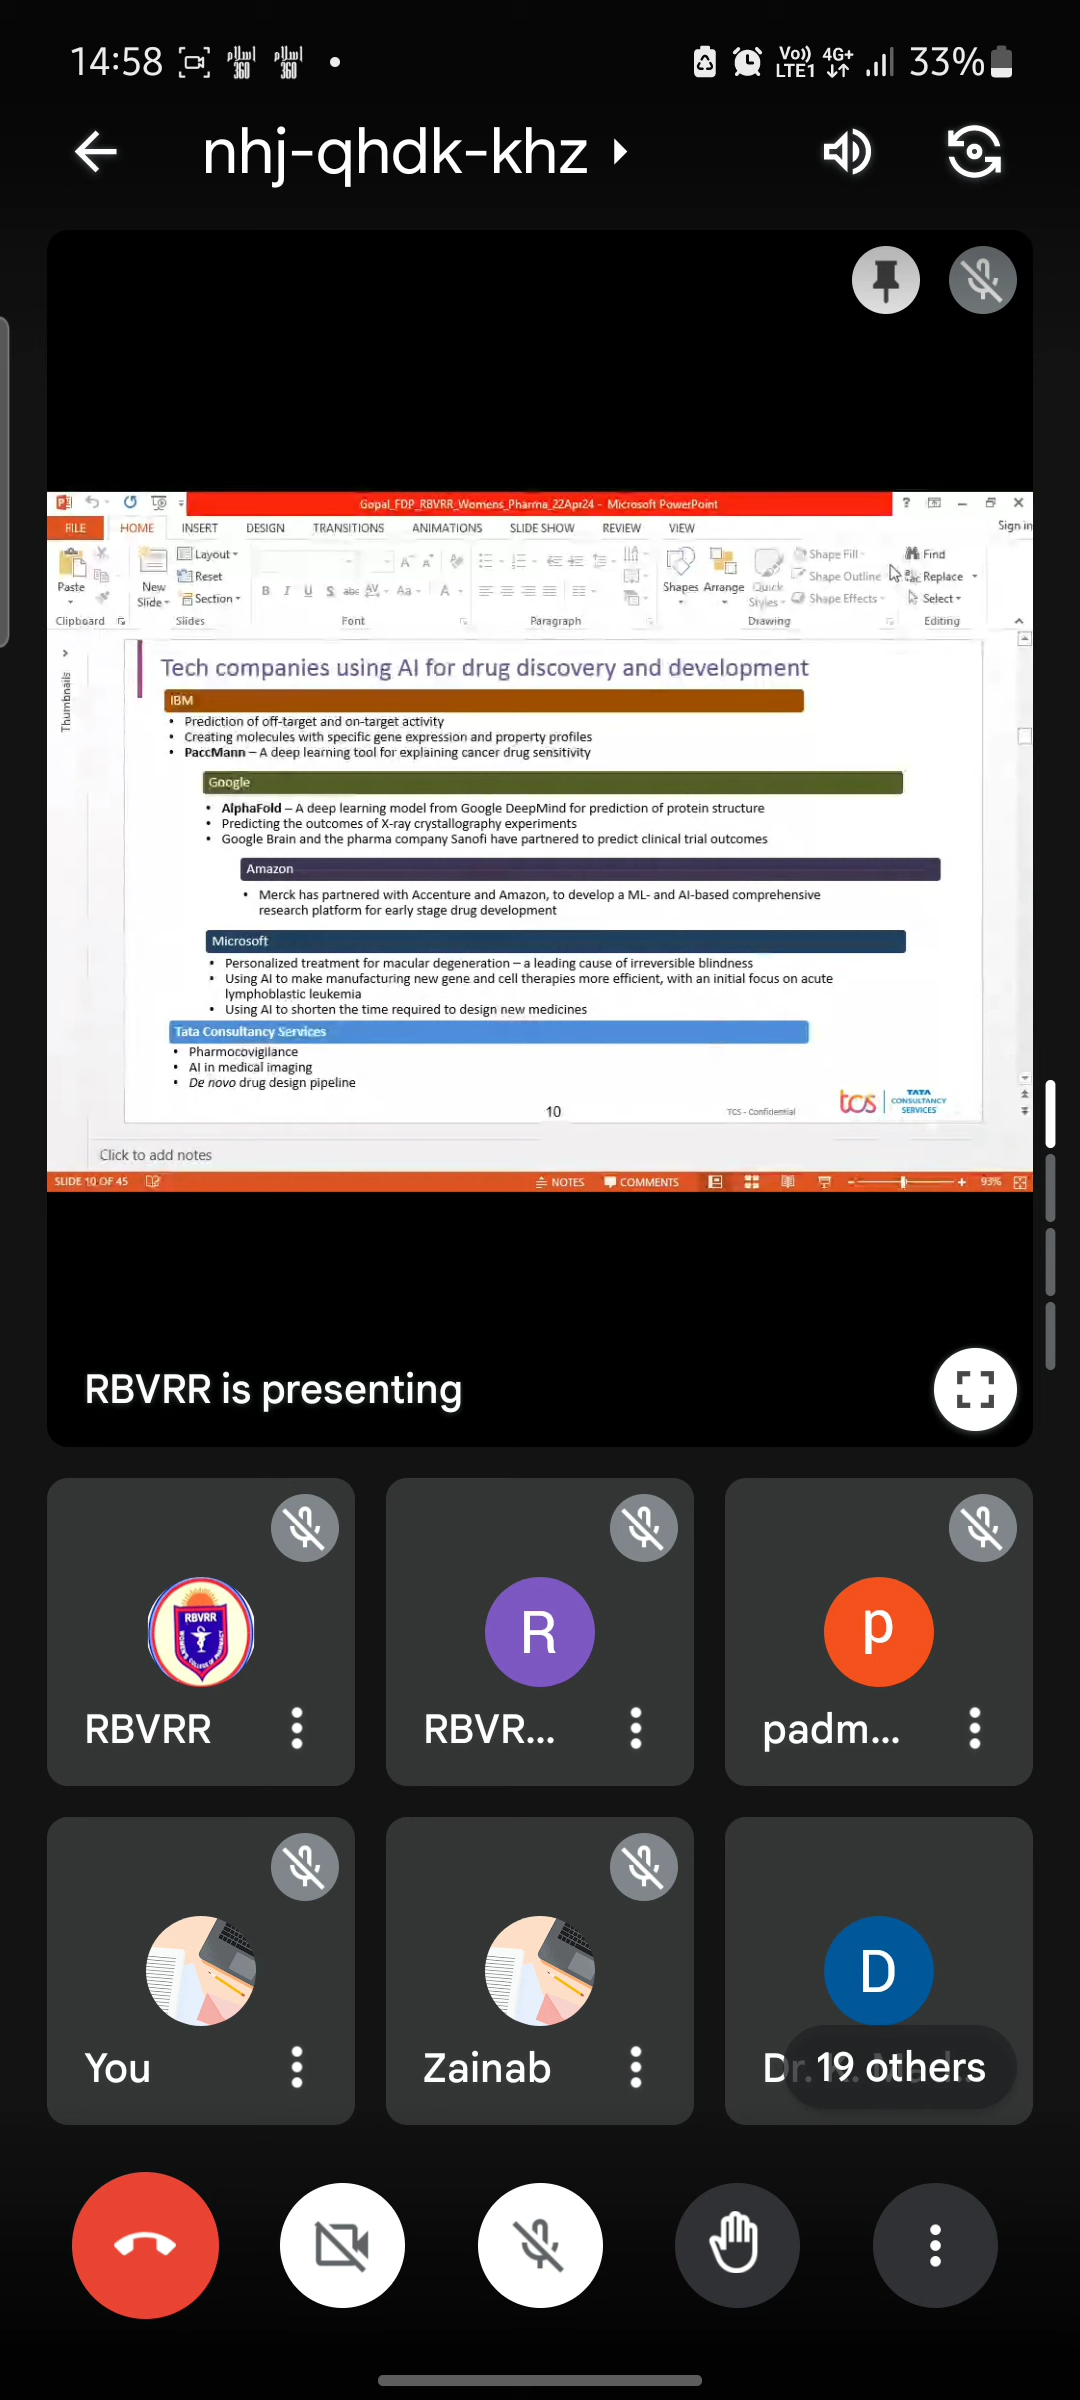 14:58
Vo)) LTE1 4G+ 33%
nhj-qhdk-khz
Gopal_FDP_RBVRR_Womens_Pharma_22Apr24 - Microsoft PowerPoint
FILE HOME INSERT DESIGN TRANSITIONS ANIMATIONS SLIDE SHOW REVIEW VIEW Sign in
Paste
New Slide
Layout
Reset
Section
B I U S abc AV Aa A
Shapes Arrange Quick Styles
Shape Fill
Shape Outline
Shape Effects
Find
Replace
Select
Clipboard Slides Font Paragraph Drawing Editing
Thumbnails
Tech companies using AI for drug discovery and development
IBM
• Prediction of off-target and on-target activity
• Creating molecules with specific gene expression and property profiles
• PaccMann – A deep learning tool for explaining cancer drug sensitivity
Google
• AlphaFold – A deep learning model from Google DeepMind for prediction of protein structure
• Predicting the outcomes of X-ray crystallography experiments
• Google Brain and the pharma company Sanofi have partnered to predict clinical trial outcomes
Amazon
• Merck has partnered with Accenture and Amazon, to develop a ML- and AI-based comprehensive
research platform for early stage drug development
Microsoft
• Personalized treatment for macular degeneration – a leading cause of irreversible blindness
• Using AI to make manufacturing new gene and cell therapies more efficient, with an initial focus on acute
lymphoblastic leukemia
• Using AI to shorten the time required to design new medicines
Tata Consultancy Services
• Pharmocovigilance
• AI in medical imaging
• De novo drug design pipeline
10
TCS - Confidential
tcs
TATA
CONSULTANCY
SERVICES
Click to add notes
SLIDE 10 OF 45 NOTES COMMENTS 93%
RBVRR is presenting
RBVRR
R
p
RBVRR
RBVR...
padm...
D
You
Zainab
Dr.
19 others